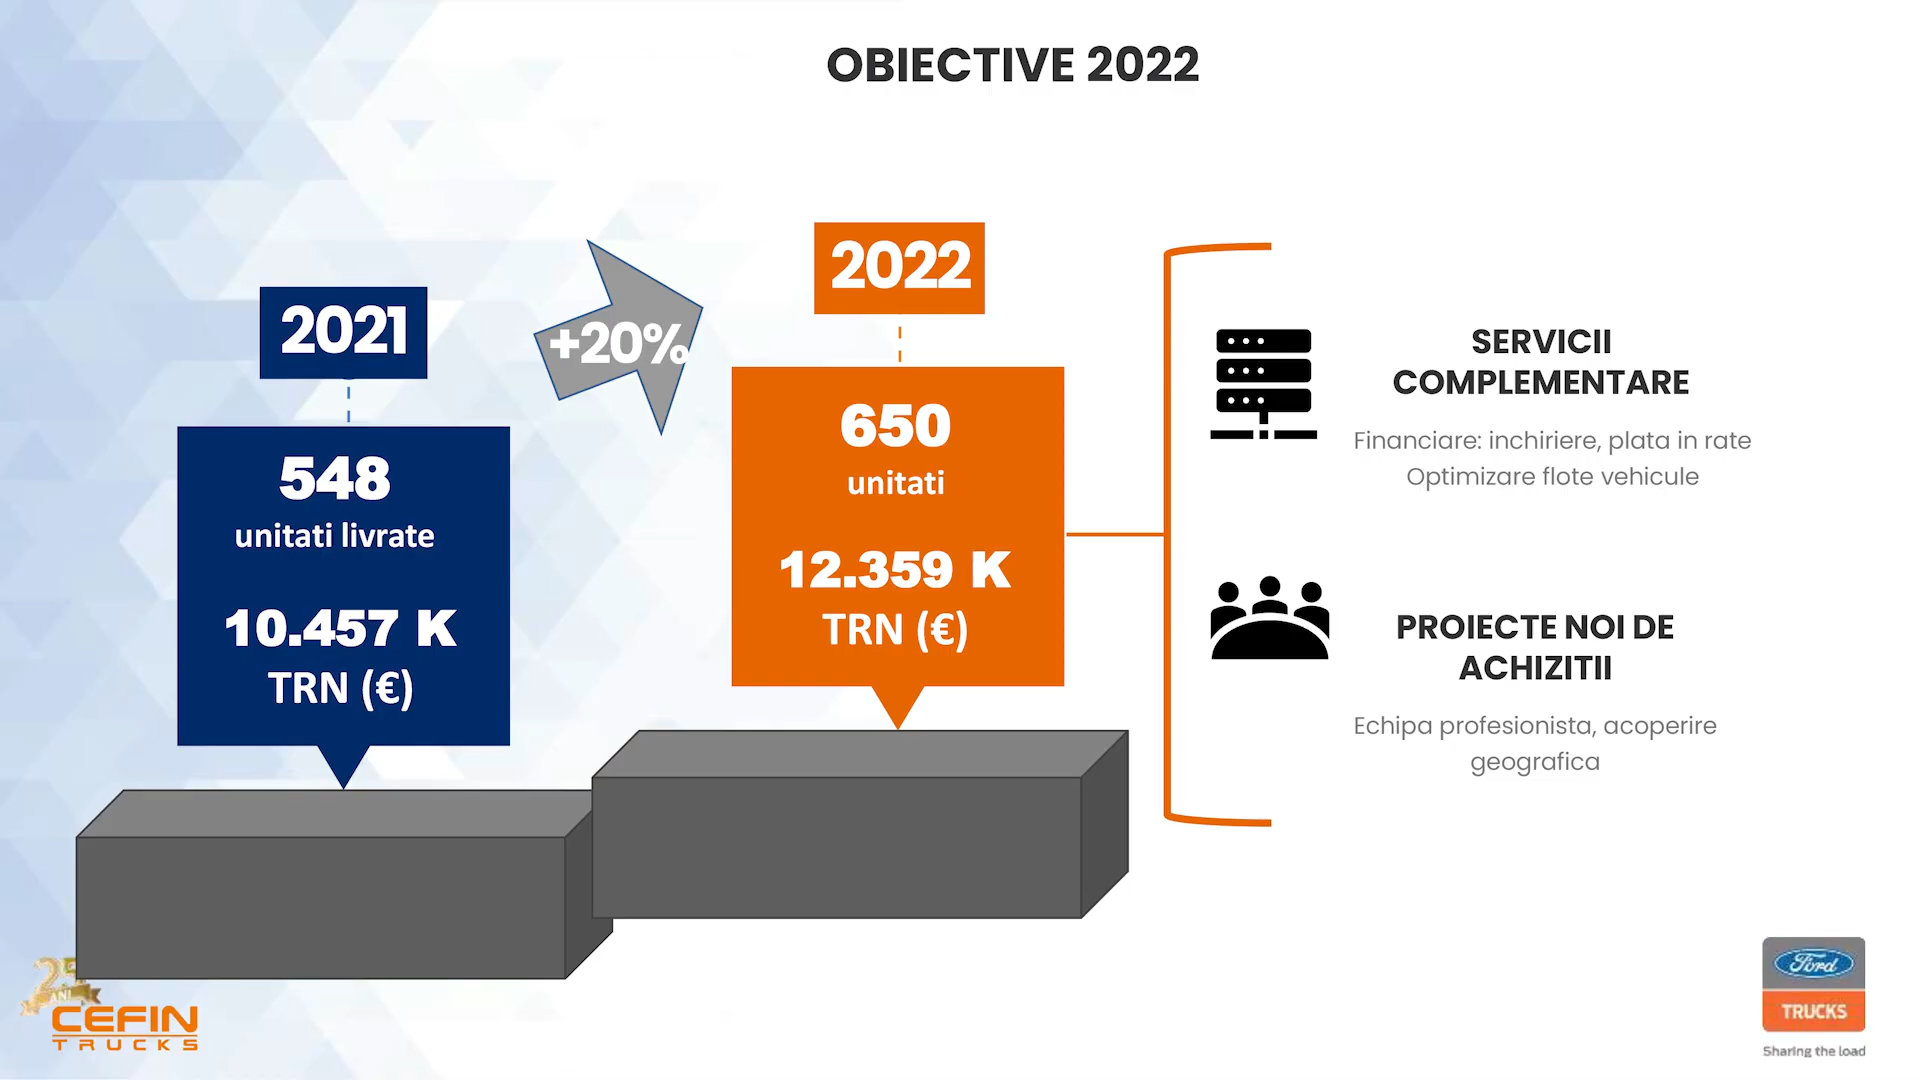 OBIECTIVE 2022
2021
548
unitati livrate
10.457 K
TRN (€)
+20%
2022
650
unitati
12.359 K
TRN (€)
SERVICII
COMPLEMENTARE
Financiare: inchiriere, plata in rate
Optimizare flote vehicule
PROIECTE NOI DE
ACHIZITII
Echipa profesionista, acoperire
geografica
25
ANI
CEFIN
TRUCKS
Ford
TRUCKS
Sharing the load